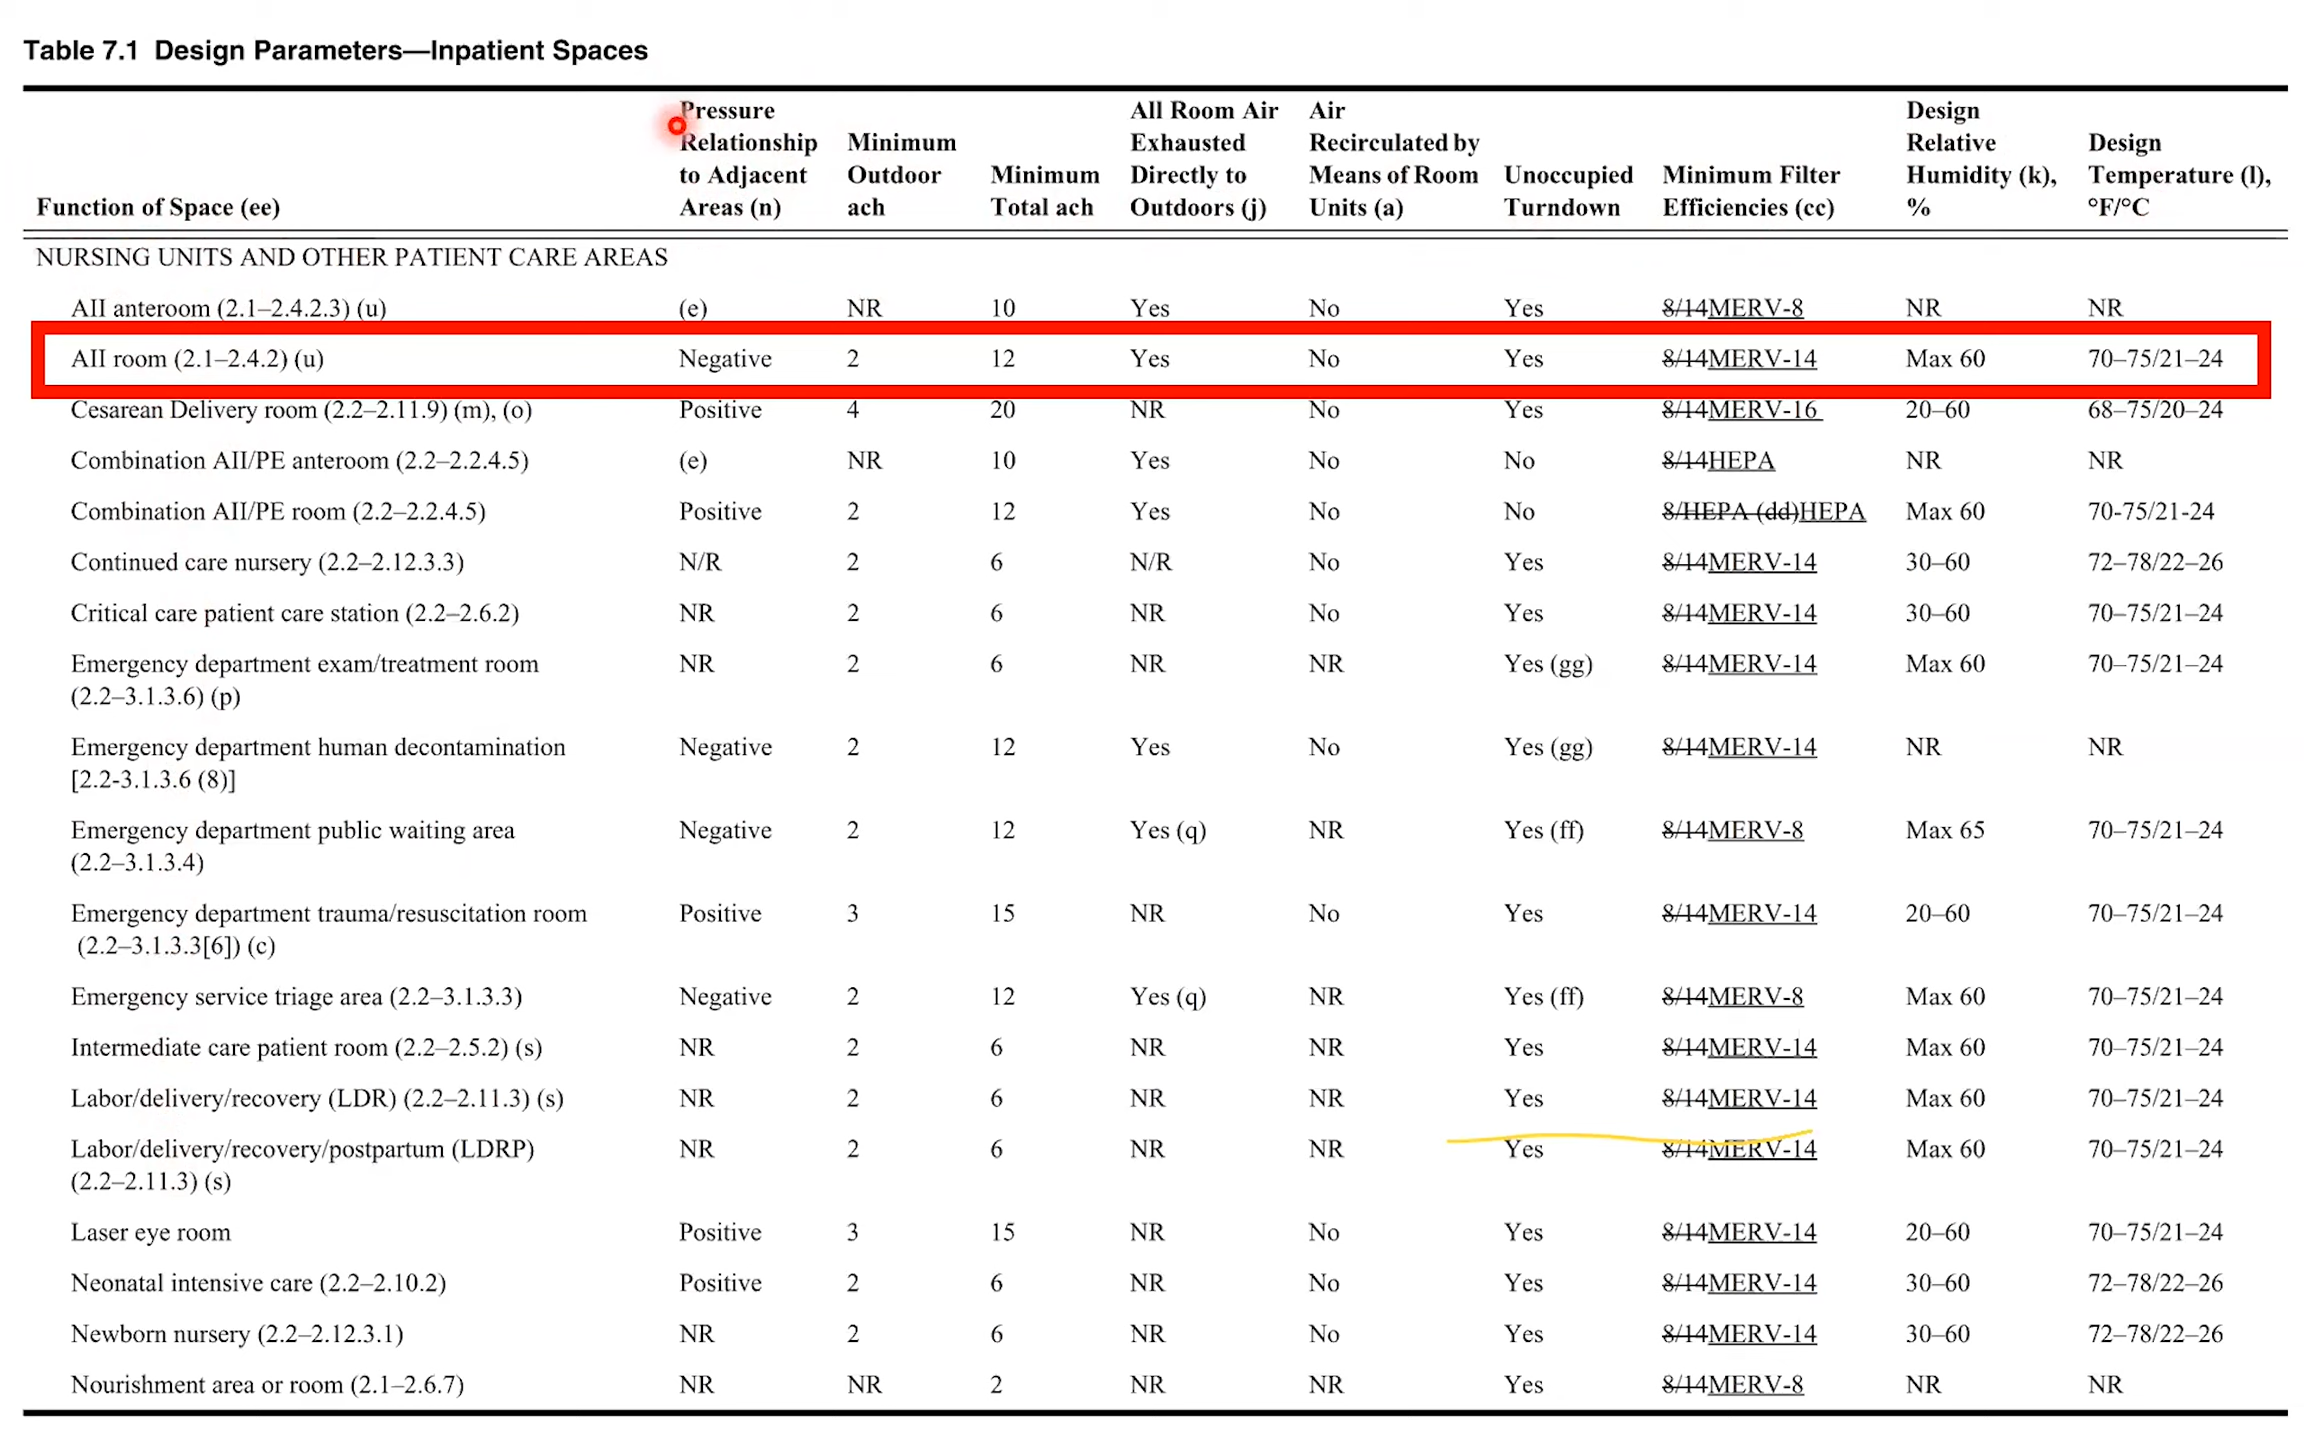 Table 7.1 Design Parameters—Inpatient Spaces
Function of Space (ee) Pressure Relationship to Adjacent Areas (n) Minimum Outdoor ach Minimum Total ach All Room Air Exhausted Directly to Outdoors (j) Air Recirculated by Means of Room Units (a) Unoccupied Turndown Minimum Filter Efficiencies (cc) Design Relative Humidity (k), % Design Temperature (l), °F/°C
NURSING UNITS AND OTHER PATIENT CARE AREAS
AII anteroom (2.1–2.4.2.3) (u) (e) NR 10 Yes No Yes 8/14MERV-8 NR NR
AII room (2.1–2.4.2) (u) Negative 2 12 Yes No Yes 8/14MERV-14 Max 60 70–75/21–24
Cesarean Delivery room (2.2–2.11.9) (m), (o) Positive 4 20 NR No Yes 8/14MERV-16 20–60 68–75/20–24
Combination AII/PE anteroom (2.2–2.2.4.5) (e) NR 10 Yes No No 8/14HEPA NR NR
Combination AII/PE room (2.2–2.2.4.5) Positive 2 12 Yes No No 8/HEPA (dd)HEPA Max 60 70-75/21-24
Continued care nursery (2.2–2.12.3.3) N/R 2 6 N/R No Yes 8/14MERV-14 30–60 72–78/22–26
Critical care patient care station (2.2–2.6.2) NR 2 6 NR No Yes 8/14MERV-14 30–60 70–75/21–24
Emergency department exam/treatment room NR 2 6 NR NR Yes (gg) 8/14MERV-14 Max 60 70–75/21–24
(2.2–3.1.3.6) (p)
Emergency department human decontamination Negative 2 12 Yes No Yes (gg) 8/14MERV-14 NR NR
[2.2-3.1.3.6 (8)]
Emergency department public waiting area Negative 2 12 Yes (q) NR Yes (ff) 8/14MERV-8 Max 65 70–75/21–24
(2.2–3.1.3.4)
Emergency department trauma/resuscitation room Positive 3 15 NR No Yes 8/14MERV-14 20–60 70–75/21–24
(2.2–3.1.3.3[6]) (c)
Emergency service triage area (2.2–3.1.3.3) Negative 2 12 Yes (q) NR Yes (ff) 8/14MERV-8 Max 60 70–75/21–24
Intermediate care patient room (2.2–2.5.2) (s) NR 2 6 NR NR Yes 8/14MERV-14 Max 60 70–75/21–24
Labor/delivery/recovery (LDR) (2.2–2.11.3) (s) NR 2 6 NR NR Yes 8/14MERV-14 Max 60 70–75/21–24
Labor/delivery/recovery/postpartum (LDRP) NR 2 6 NR NR Yes 8/14MERV-14 Max 60 70–75/21–24
(2.2–2.11.3) (s)
Laser eye room Positive 3 15 NR No Yes 8/14MERV-14 20–60 70–75/21–24
Neonatal intensive care (2.2–2.10.2) Positive 2 6 NR No Yes 8/14MERV-14 30–60 72–78/22–26
Newborn nursery (2.2–2.12.3.1) NR 2 6 NR No Yes 8/14MERV-14 30–60 72–78/22–26
Nourishment area or room (2.1–2.6.7) NR NR 2 NR NR Yes 8/14MERV-8 NR NR